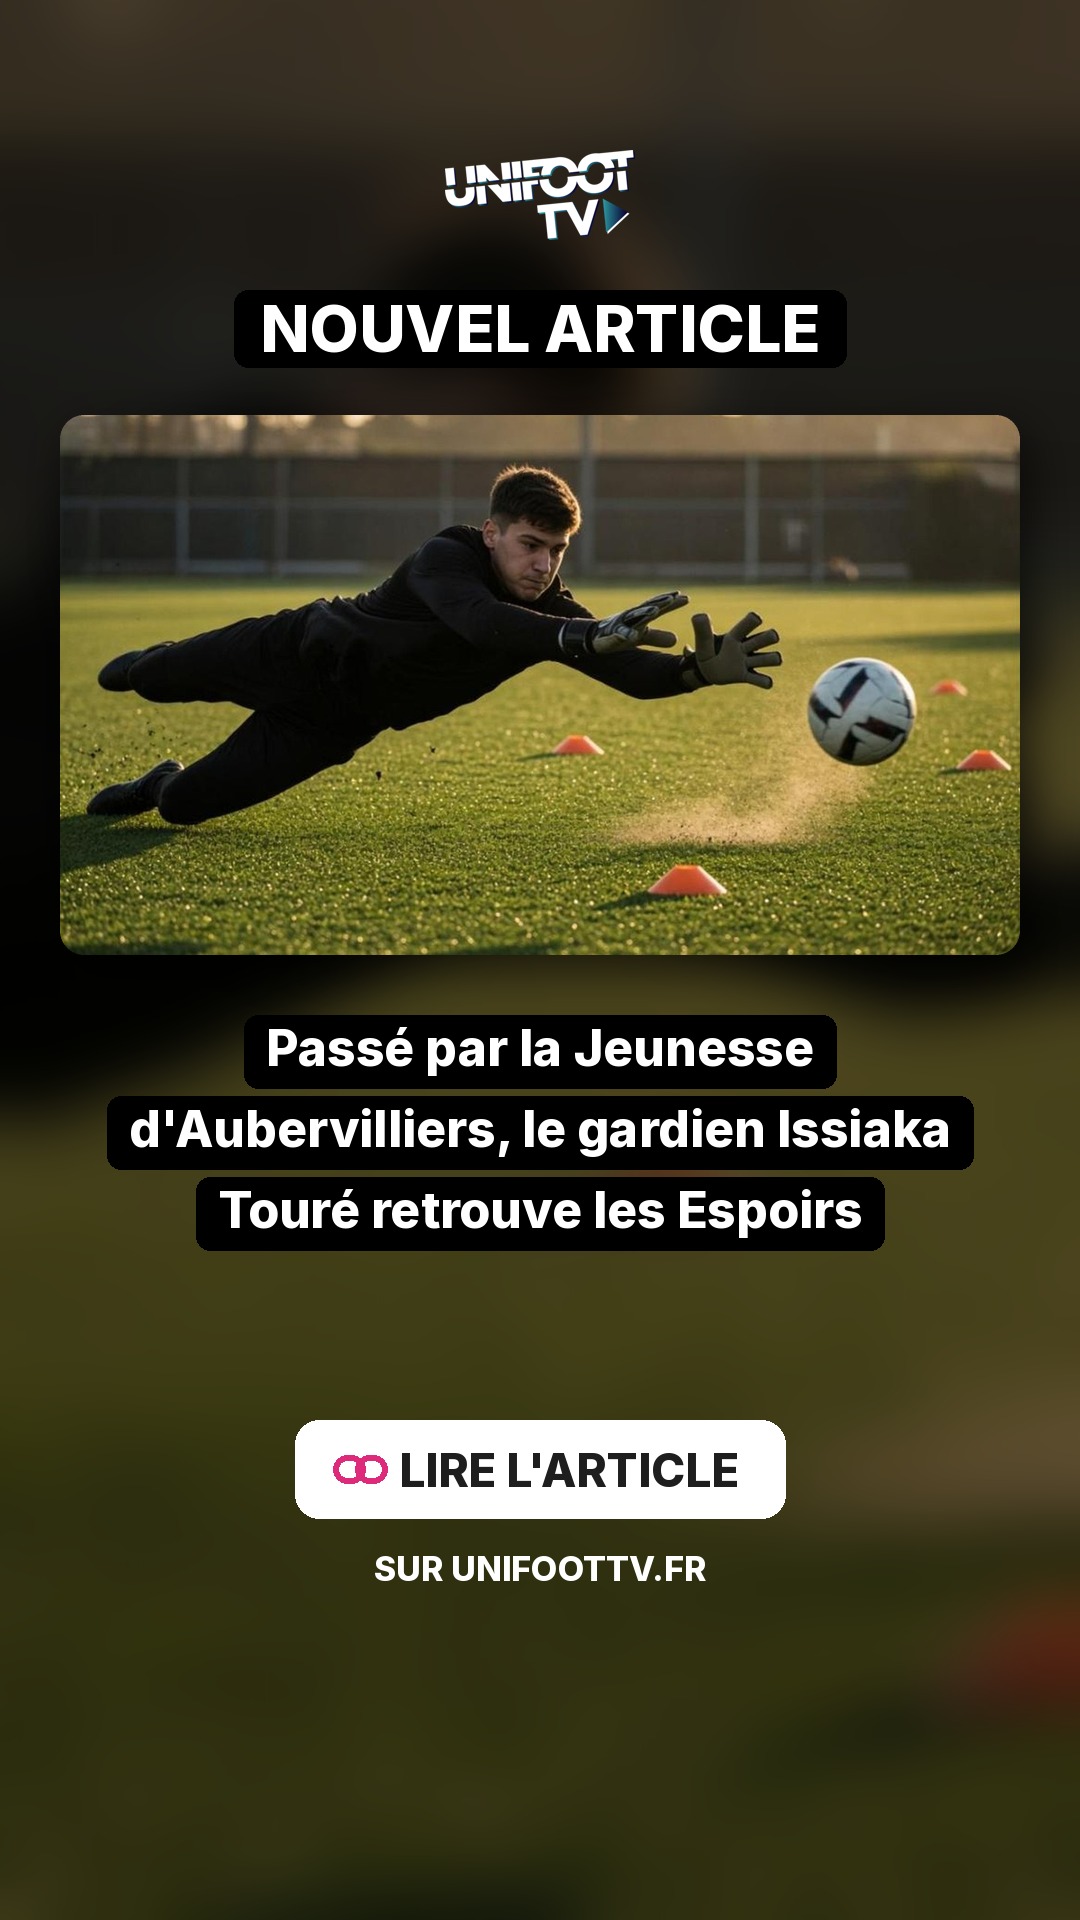 UNIFOOT
TV
NOUVEL ARTICLE
Passé par la Jeunesse
d'Aubervilliers, le gardien Issiaka
Touré retrouve les Espoirs
LIRE L'ARTICLE
SUR UNIFOOTTV.FR